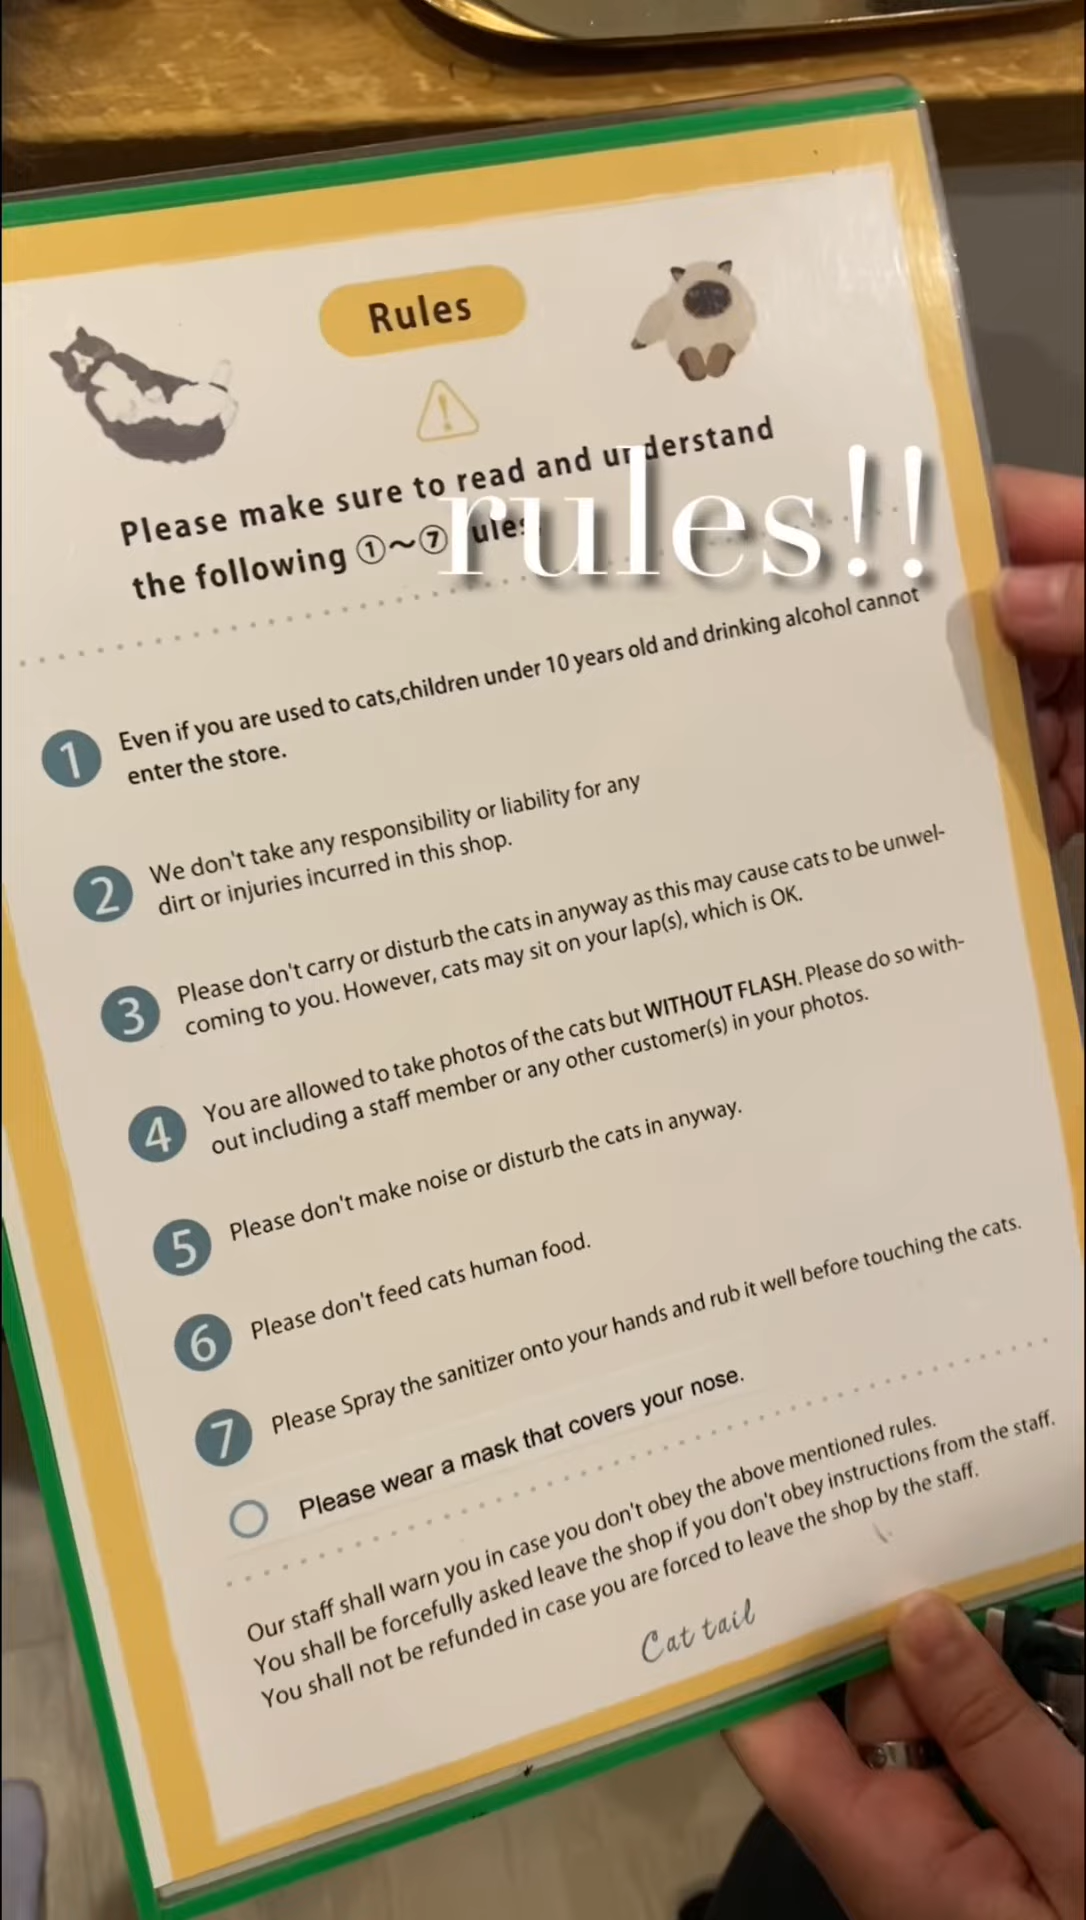 Rules
Please make sure to read and understand
the following ①~⑦ rules
rules!!
1 Even if you are used to cats,children under 10 years old and drinking alcohol cannot
enter the store.
2 We don't take any responsibility or liability for any
dirt or injuries incurred in this shop.
3 Please don't carry or disturb the cats in anyway as this may cause cats to be unwel-
coming to you. However, cats may sit on your lap(s), which is OK.
4 You are allowed to take photos of the cats but WITHOUT FLASH. Please do so with-
out including a staff member or any other customer(s) in your photos.
5 Please don't make noise or disturb the cats in anyway.
6 Please don't feed cats human food.
7 Please Spray the sanitizer onto your hands and rub it well before touching the cats.
Please wear a mask that covers your nose.
Our staff shall warn you in case you don't obey the above mentioned rules.
You shall be forcefully asked leave the shop if you don't obey instructions from the staff.
You shall not be refunded in case you are forced to leave the shop by the staff.
Cat tail